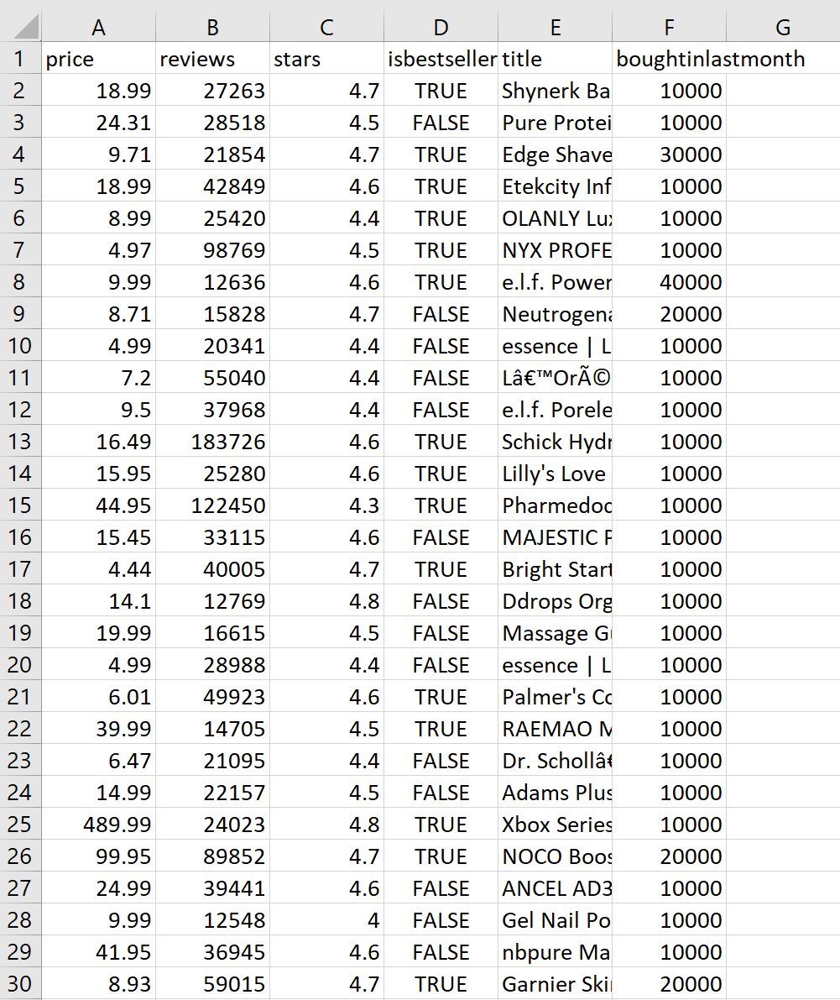 A B C D E F G
1 price reviews stars isbestseller title boughtinlastmonth
2 18.99 27263 4.7 TRUE Shynerk Ba 10000
3 24.31 28518 4.5 FALSE Pure Protei 10000
4 9.71 21854 4.7 TRUE Edge Shave 30000
5 18.99 42849 4.6 TRUE Etekcity Inf 10000
6 8.99 25420 4.4 TRUE OLANLY Lux 10000
7 4.97 98769 4.5 TRUE NYX PROFE 10000
8 9.99 12636 4.6 TRUE e.l.f. Power 40000
9 8.71 15828 4.7 FALSE Neutrogena 20000
10 4.99 20341 4.4 FALSE essence | L 10000
11 7.2 55040 4.4 FALSE Lâ€™OrÃ© 10000
12 9.5 37968 4.4 FALSE e.l.f. Porele 10000
13 16.49 183726 4.6 TRUE Schick Hydr 10000
14 15.95 25280 4.6 TRUE Lilly's Love 10000
15 44.95 122450 4.3 TRUE Pharmedoc 10000
16 15.45 33115 4.6 FALSE MAJESTIC P 10000
17 4.44 40005 4.7 TRUE Bright Start 10000
18 14.1 12769 4.8 FALSE Ddrops Org 10000
19 19.99 16615 4.5 FALSE Massage Gu 10000
20 4.99 28988 4.4 FALSE essence | L 10000
21 6.01 49923 4.6 TRUE Palmer's Co 10000
22 39.99 14705 4.5 TRUE RAEMAO M 10000
23 6.47 21095 4.4 FALSE Dr. Schollâ€ 10000
24 14.99 22157 4.5 FALSE Adams Plus 10000
25 489.99 24023 4.8 TRUE Xbox Series 10000
26 99.95 89852 4.7 TRUE NOCO Boos 20000
27 24.99 39441 4.6 FALSE ANCEL AD3 10000
28 9.99 12548 4 FALSE Gel Nail Po 10000
29 41.95 36945 4.6 FALSE nbpure Ma 10000
30 8.93 59015 4.7 TRUE Garnier Ski 20000